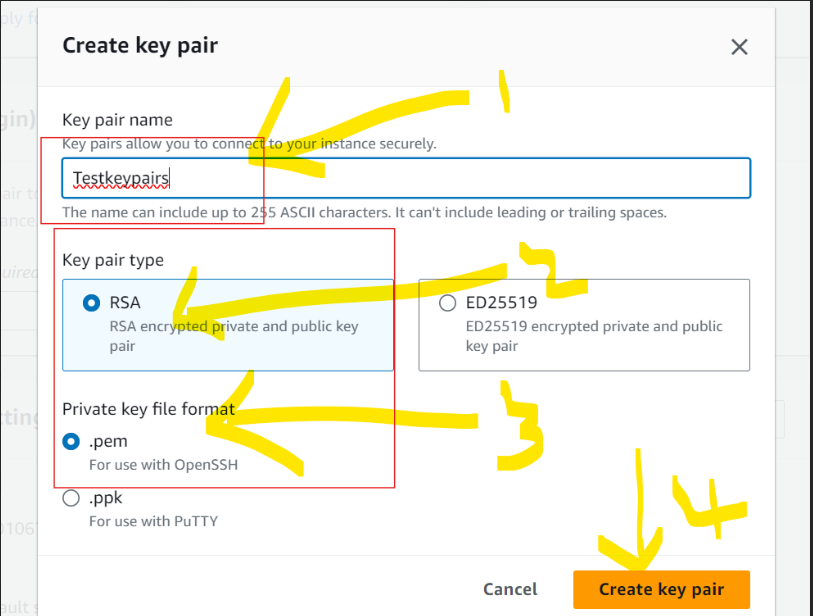 Create key pair
1
Key pair name
Key pairs allow you to connect to your instance securely.
Testkeypairs
The name can include up to 255 ASCII characters. It can't include leading or trailing spaces.
Key pair type
2
RSA
RSA encrypted private and public key
pair
ED25519
ED25519 encrypted private and public
key pair
Private key file format
3
.pem
For use with OpenSSH
.ppk
For use with PuTTY
4
Cancel
Create key pair